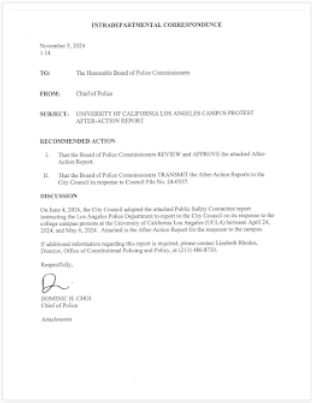 INTRADEPARTMENTAL CORRESPONDENCE
November 5, 2024
1.14
TO: The Honorable Board of Police Commissioners
FROM: Chief of Police
SUBJECT: UNIVERSITY OF CALIFORNIA LOS ANGELES CAMPUS PROTEST
AFTER-ACTION REPORT
RECOMMENDED ACTION
I. That the Board of Police Commissioners REVIEW and APPROVE the attached After-
Action Report.
II. That the Board of Police Commissioners TRANSMIT the After-Action Reports to the
City Council in response to Council File No. 24-0557.
DISCUSSION
On June 4, 2024, the City Council adopted the attached Public Safety Committee report
instructing the Los Angeles Police Department to report to the City Council on its response to the
college campus protests at the University of California Los Angeles (UCLA) between April 24,
2024, and May 6, 2024. Attached is the After-Action Report for the response to the campus.
If additional information regarding this report is required, please contact Lizabeth Rhodes,
Director, Office of Constitutional Policing and Policy, at (213) 486-8730.
Respectfully,
DOMINIC H. CHOI
Chief of Police
Attachments